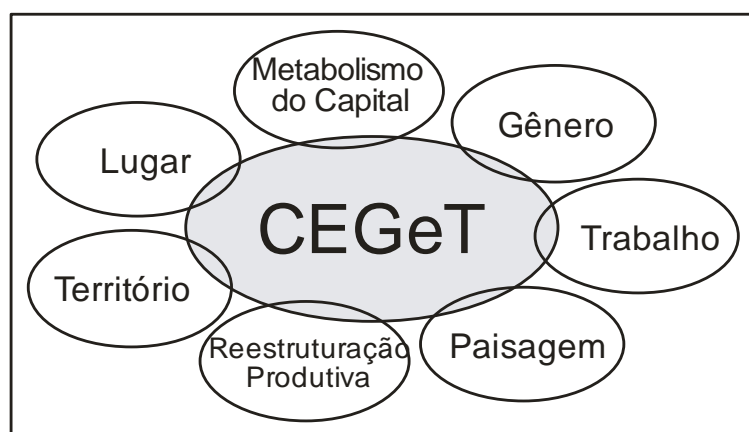 Metabolismo
do Capital
Gênero
Lugar
CEGeT
Trabalho
Território
Reestruturação
Produtiva
Paisagem